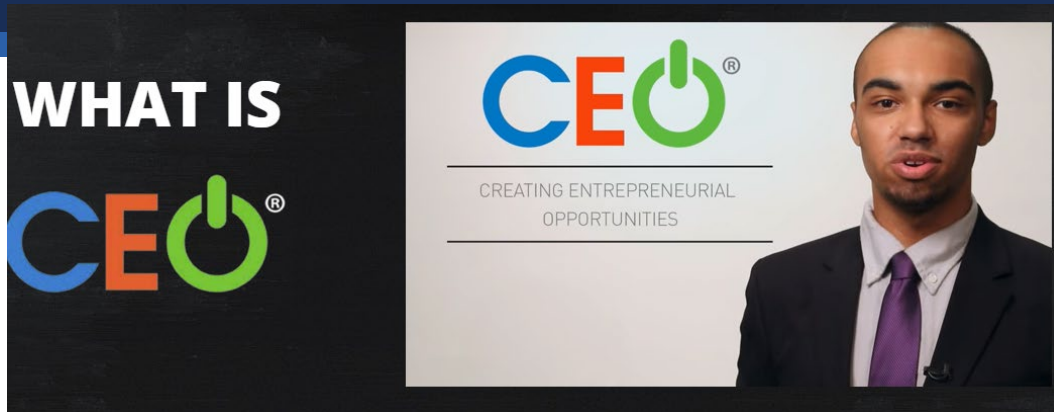 WHAT IS
CEO®
CEO®
CREATING ENTREPRENEURIAL
OPPORTUNITIES